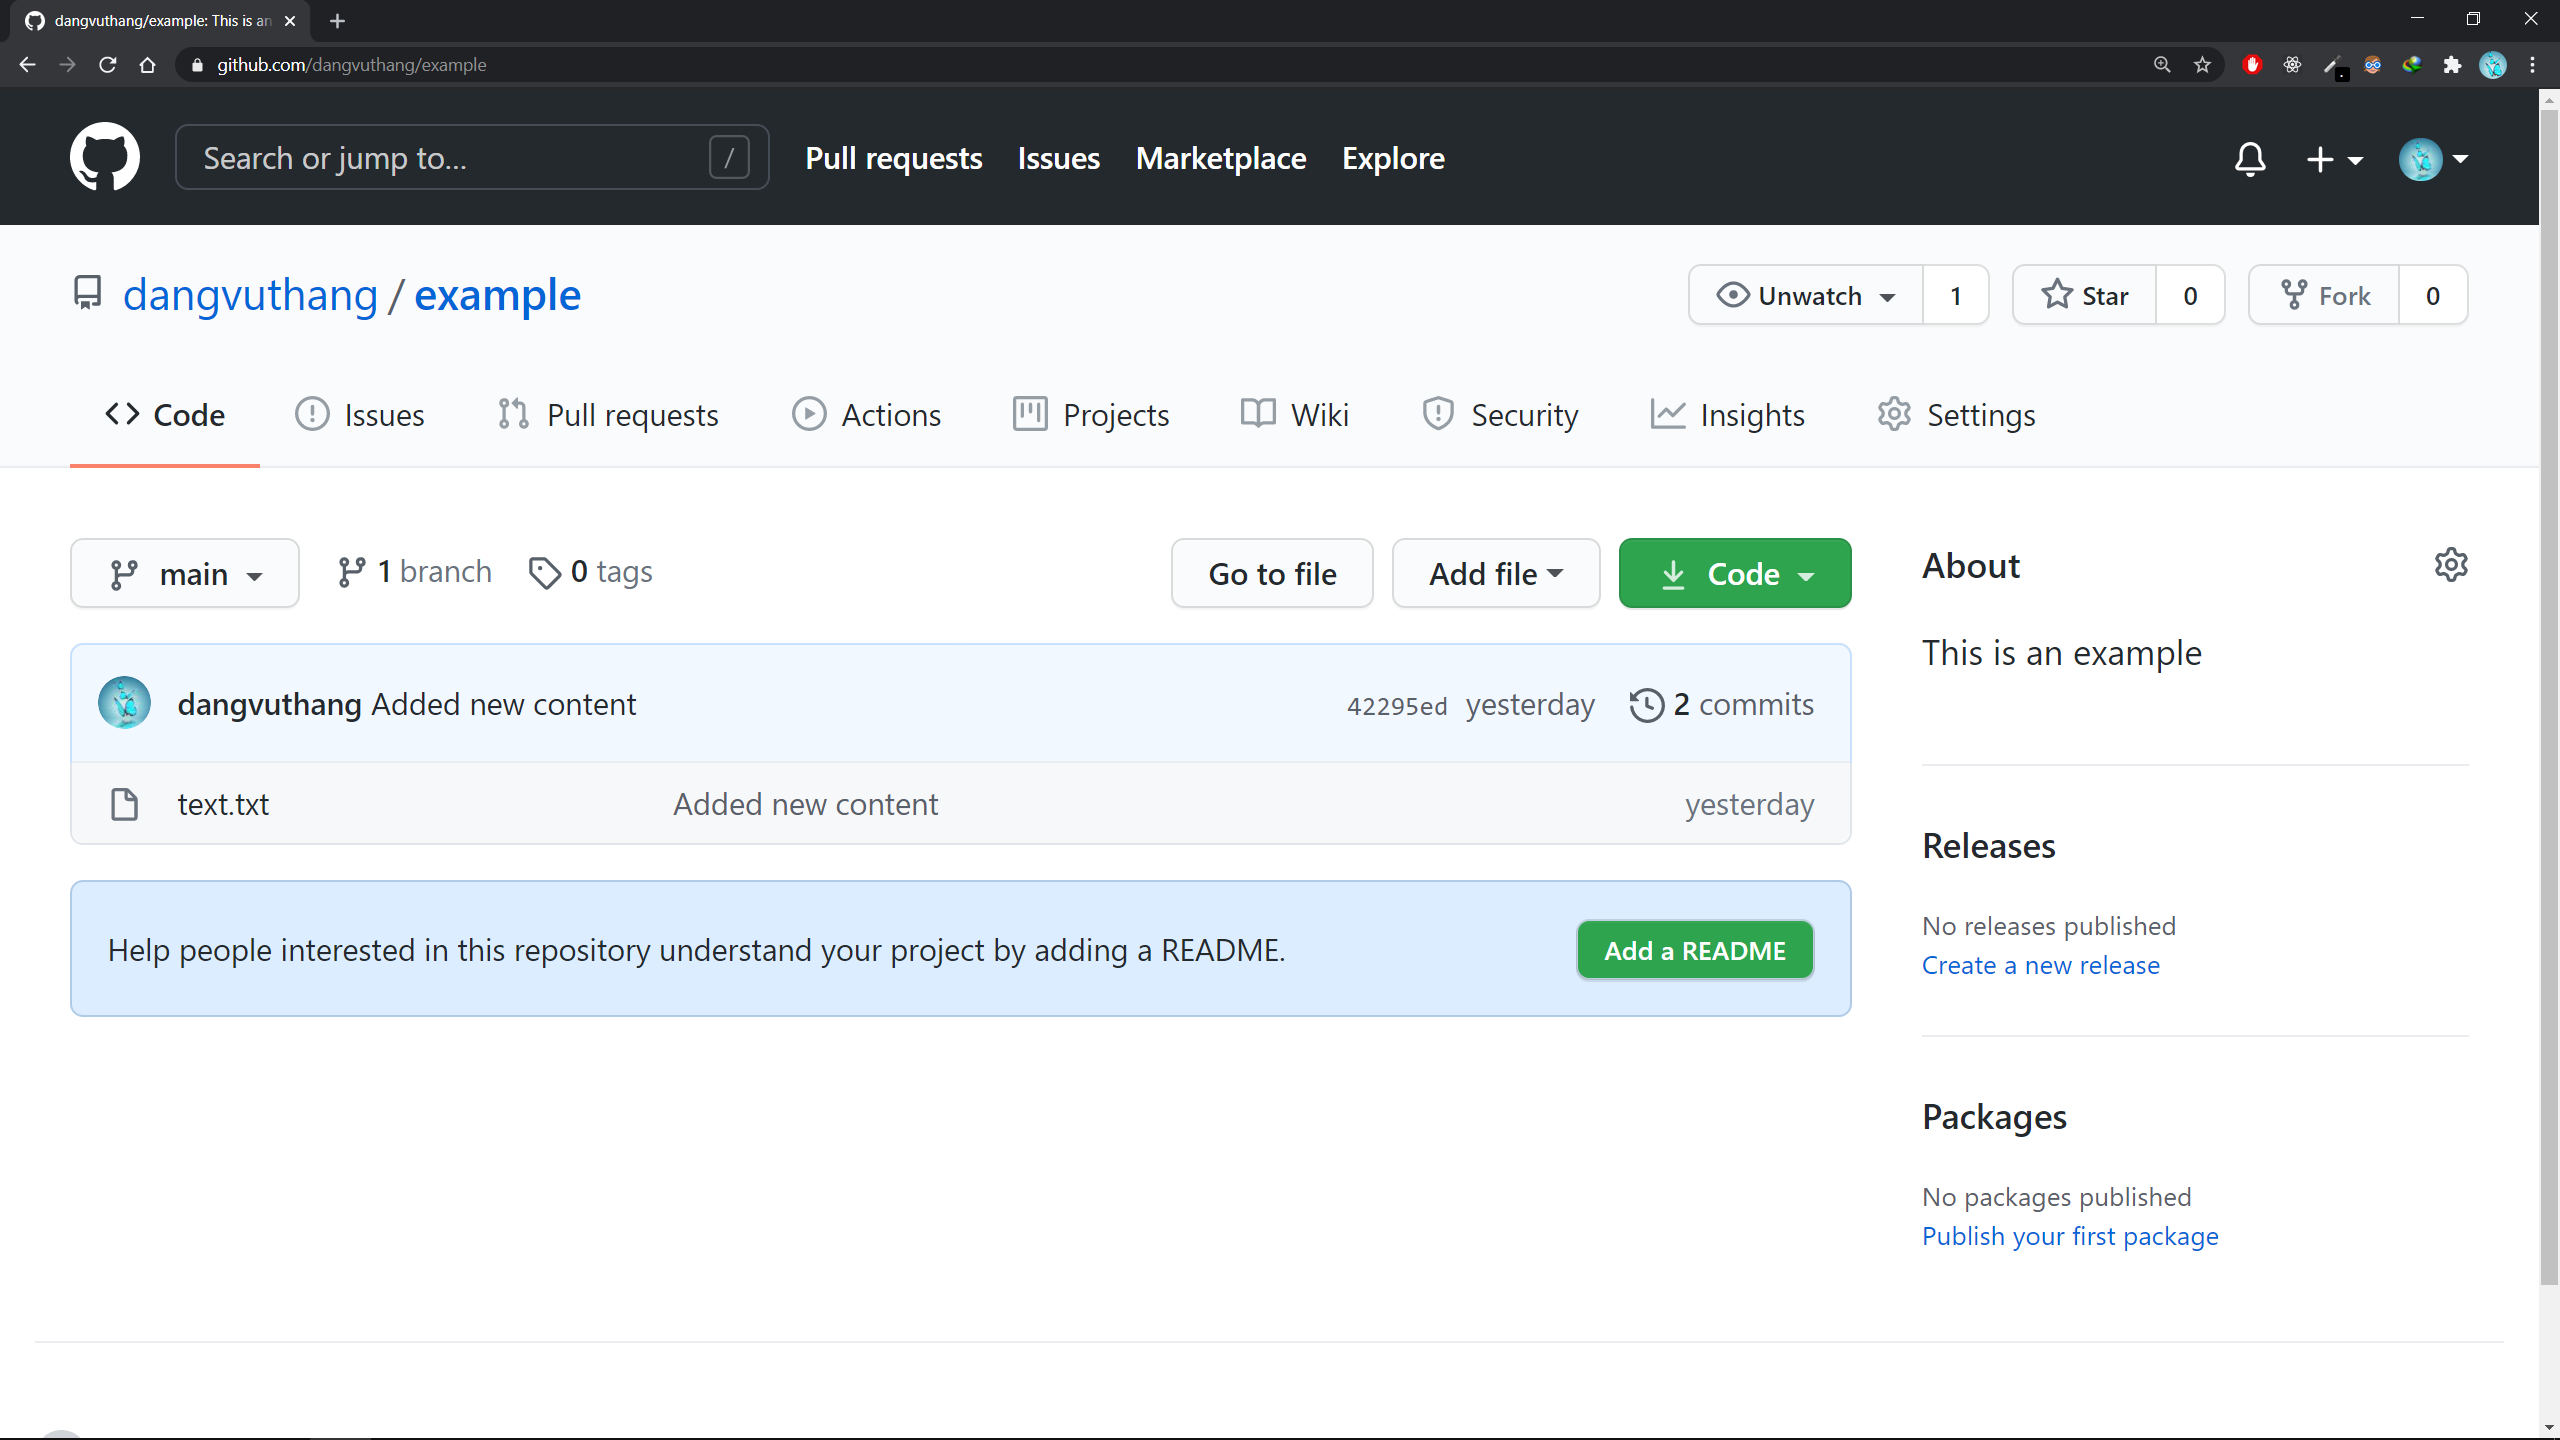 dangvuthang/example: This is an
github.com/dangvuthang/example
Search or jump to...
/
Pull requests Issues Marketplace Explore
dangvuthang / example
Unwatch 1 Star 0 Fork 0
Code Issues Pull requests Actions Projects Wiki Security Insights Settings
main 1 branch 0 tags Go to file Add file Code
dangvuthang Added new content 42295ed yesterday 2 commits
text.txt Added new content yesterday
Help people interested in this repository understand your project by adding a README. Add a README
About
This is an example
Releases
No releases published
Create a new release
Packages
No packages published
Publish your first package